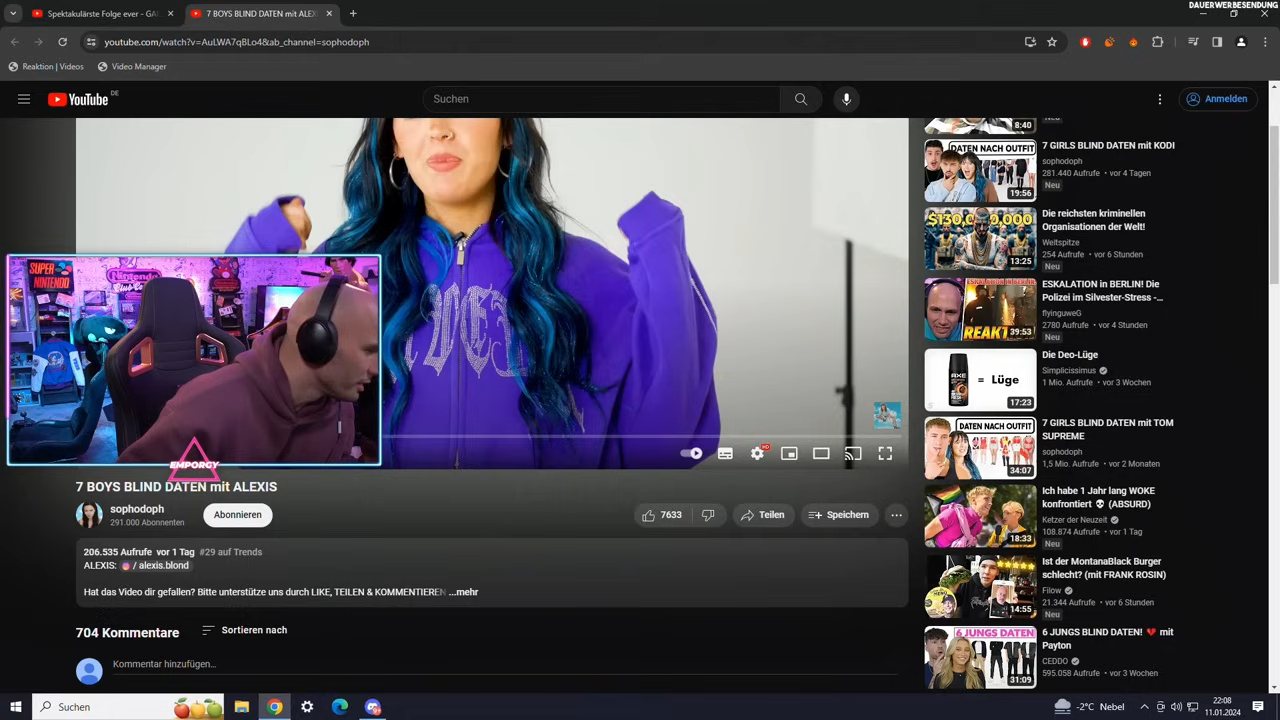 DAUERWERBESENDUNG
Spektakulärste Folge ever - GA
7 BOYS BLIND DATEN mit ALEXIS
youtube.com/watch?v=AuLWA7qBLo4&ab_channel=sophodoph
Reaktion | Videos
Video Manager
YouTube DE
Suchen
Anmelden
8:40
Neu
DATEN NACH OUTFIT
19:56
7 GIRLS BLIND DATEN mit KODI
sophodoph
281.440 Aufrufe • vor 4 Tagen
Neu
13:25
Die reichsten kriminellen
Organisationen der Welt!
Weltspitze
254 Aufrufe • vor 6 Stunden
Neu
SUPER
NINTENDO
Nintendo
ESKALATION IN BERLIN
REAKT
39:53
ESKALATION in BERLIN! Die
Polizei im Silvester-Stress -...
flyinguweG
2780 Aufrufe • vor 4 Stunden
Neu
AXE
= Lüge
17:23
Die Deo-Lüge
Simplicissimus
1 Mio. Aufrufe • vor 3 Wochen
DATEN NACH OUTFIT
34:07
7 GIRLS BLIND DATEN mit TOM
SUPREME
sophodoph
1,5 Mio. Aufrufe • vor 2 Monaten
HD
EMPORGY
7 BOYS BLIND DATEN mit ALEXIS
sophodoph
291.000 Abonnenten
Abonnieren
7633
Teilen
Speichern
18:33
Ich habe 1 Jahr lang WOKE
konfrontiert 💀 (ABSURD)
Ketzer der Neuzeit
108.874 Aufrufe • vor 1 Tag
Neu
206.535 Aufrufe vor 1 Tag #29 auf Trends
ALEXIS: / alexis.blond
Hat das Video dir gefallen? Bitte unterstütze uns durch LIKE, TEILEN & KOMMENTIEREN ...mehr
14:55
Ist der MontanaBlack Burger
schlecht? (mit FRANK ROSIN)
Filow
21.344 Aufrufe • vor 6 Stunden
Neu
704 Kommentare
Sortieren nach
Kommentar hinzufügen...
6 JUNGS DATEN
31:09
6 JUNGS BLIND DATEN! 💔 mit
Payton
CEDDO
595.058 Aufrufe • vor 3 Wochen
Suchen
-2°C Nebel
22:08
11.01.2024